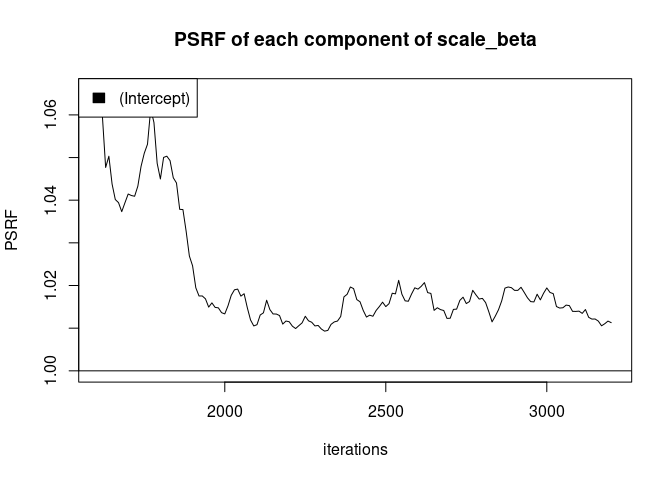 PSRF of each component of scale_beta
(Intercept)
1.06
1.04
1.02
1.00
PSRF
2000 2500 3000
iterations